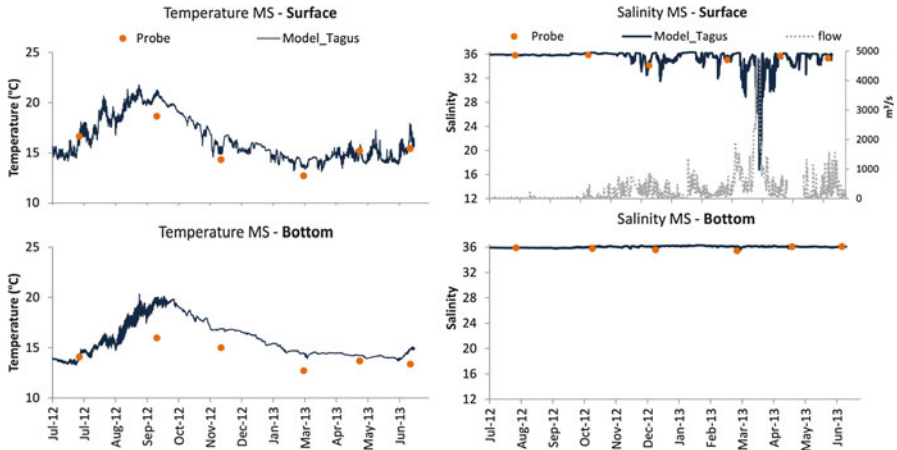 Temperature MS - Surface
Probe Model_Tagus
25
20
15
10
Temperature (°C)
Salinity MS - Surface
Probe Model_Tagus flow
36
32
28
24
20
16
12
Salinity
5000
4000
3000
2000
1000
0
m³/s
Temperature MS - Bottom
25
20
15
10
Temperature (°C)
Jul-12 Jul-12 Aug-12 Sep-12 Oct-12 Nov-12 Dec-12 Jan-13 Mar-13 Apr-13 May-13 Jun-13
Salinity MS - Bottom
36
32
28
24
20
16
12
Salinity
Jul-12 Aug-12 Sep-12 Oct-12 Nov-12 Dec-12 Jan-13 Feb-13 Mar-13 Apr-13 May-13 Jun-13